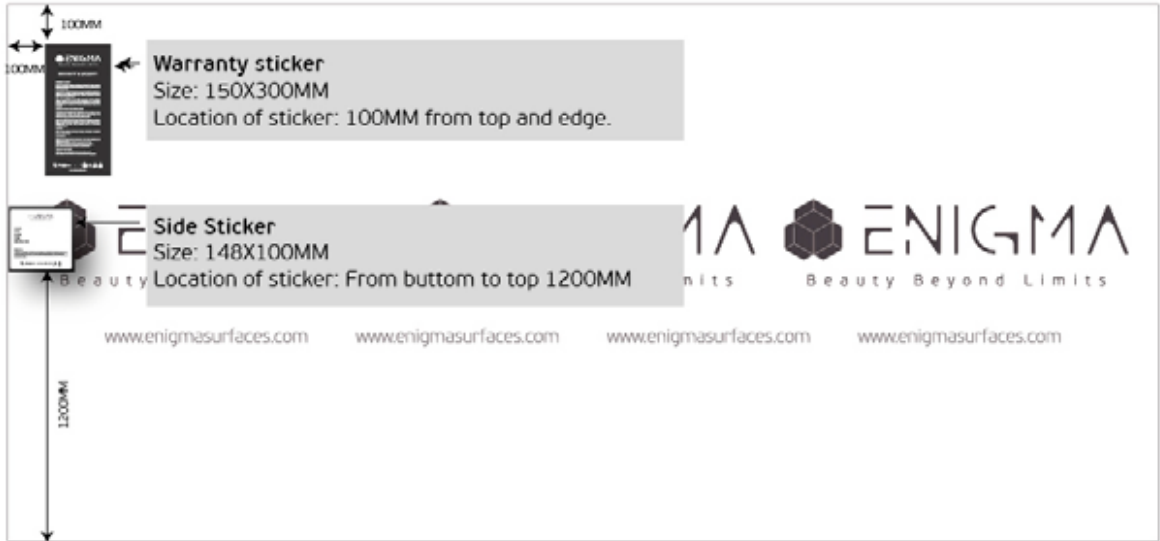 100MM
100MM
ENIGMA
Warranty sticker
Size: 150X300MM
Location of sticker: 100MM from top and edge.
Side Sticker
Size: 148X100MM
Location of sticker: From buttom to top 1200MM
ENIGMA
Beauty
Beauty Beyond Limits
www.enigmasurfaces.com www.enigmasurfaces.com www.enigmasurfaces.com www.enigmasurfaces.com
1200MM